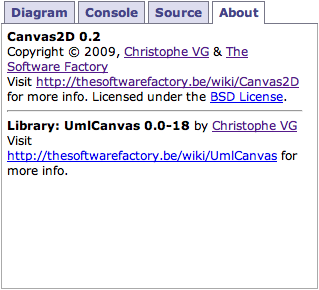 Diagram Console Source About
Canvas2D 0.2
Copyright © 2009, Christophe VG & The
Software Factory
Visit http://thesoftwarefactory.be/wiki/Canvas2D
for more info. Licensed under the BSD License.
Library: UmlCanvas 0.0-18 by Christophe VG
Visit
http://thesoftwarefactory.be/wiki/UmlCanvas for
more info.